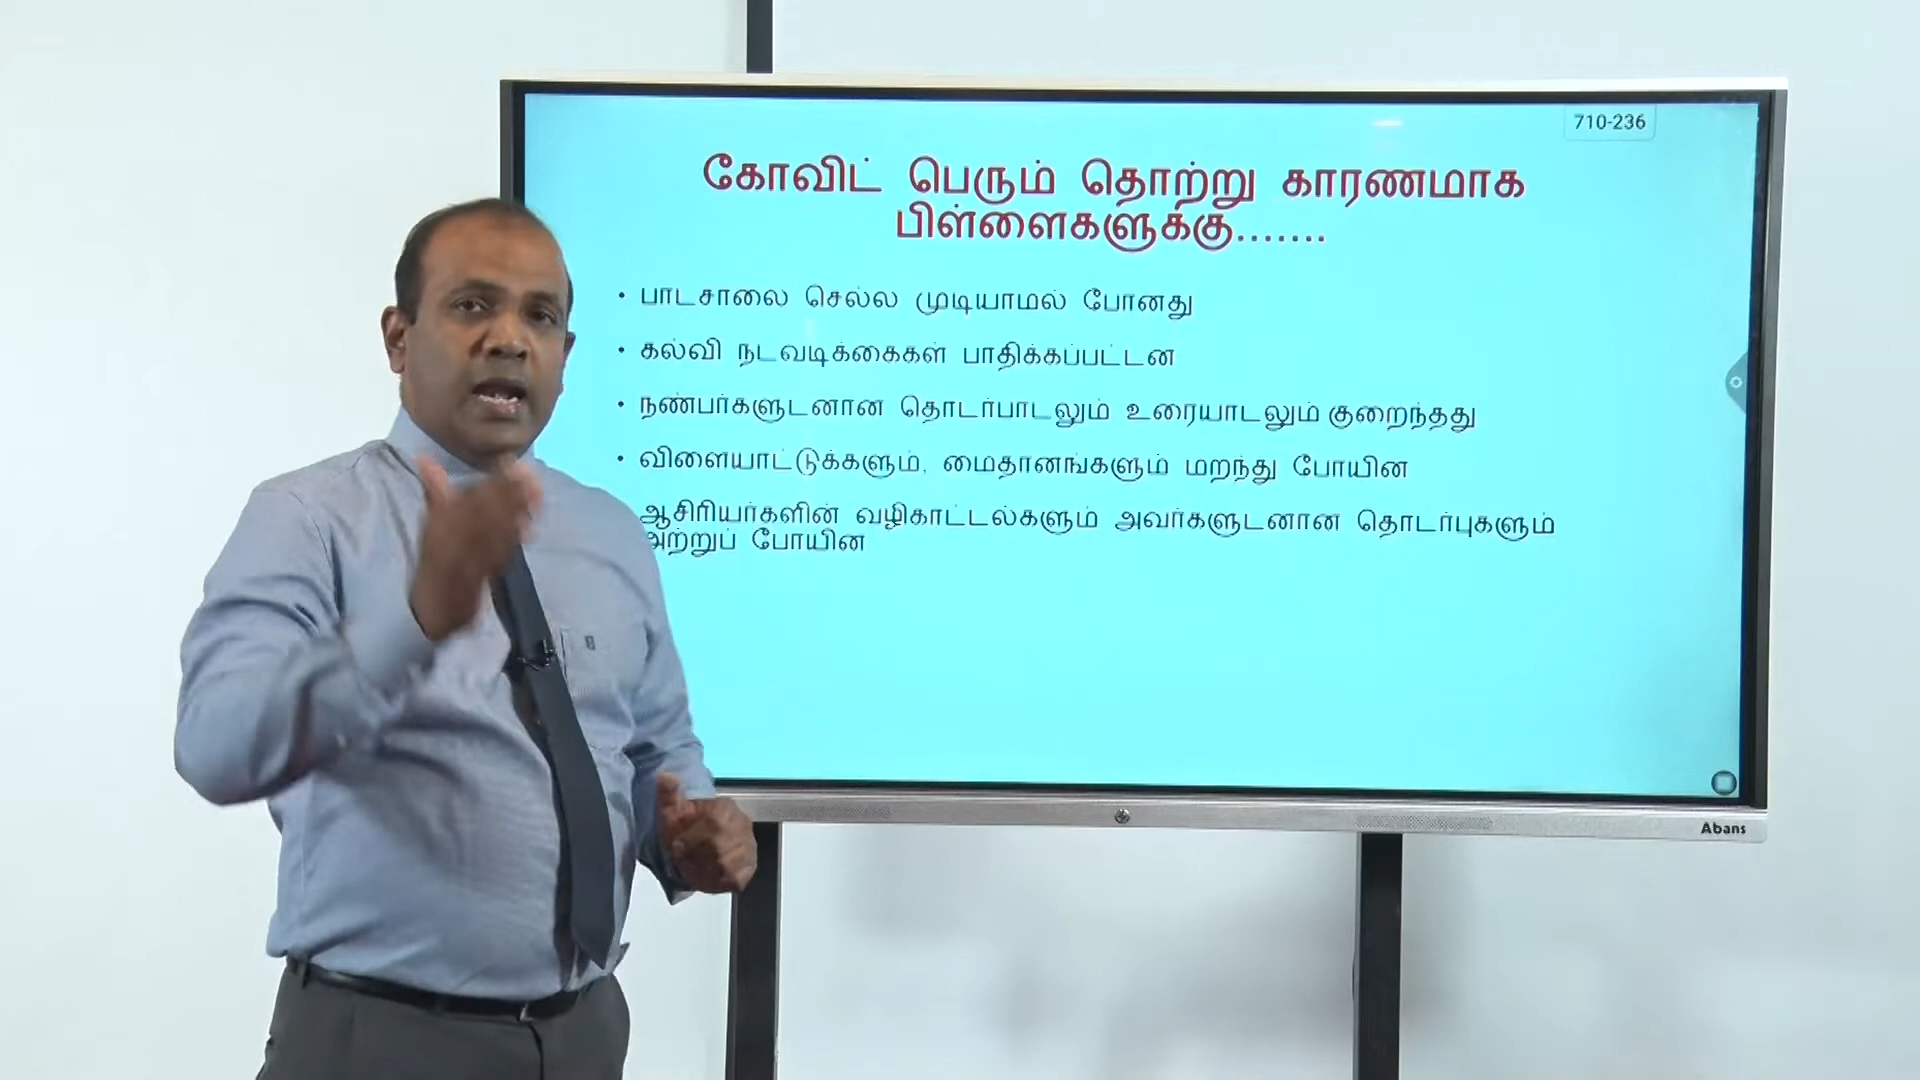 710-236
கோவிட் பெரும் தொற்று காரணமாக
பிள்ளைகளுக்கு.......
• பாடசாலை செல்ல முடியாமல் போனது
• கல்வி நடவடிக்கைகள் பாதிக்கப்பட்டன
• நண்பர்களுடனான தொடர்பாடலும் உரையாடலும் குறைந்தது
• விளையாட்டுக்களும், மைதானங்களும் மறந்து போயின
ஆசிரியர்களின் வழிகாட்டல்களும் அவர்களுடனான தொடர்புகளும்
அற்றுப் போயின
Abans